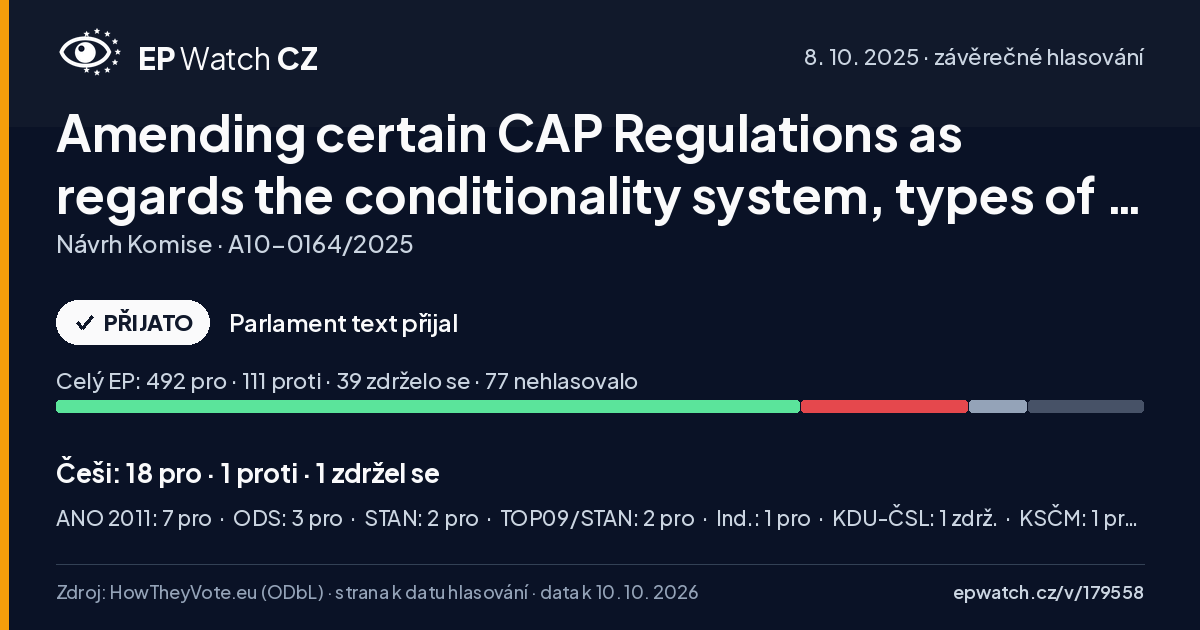 EP Watch CZ
8. 10. 2025 · závěrečné hlasování
Amending certain CAP Regulations as
regards the conditionality system, types of …
Návrh Komise · A10–0164/2025
✓ PŘIJATO
Parlament text přijal
Celý EP: 492 pro · 111 proti · 39 zdrželo se · 77 nehlasovalo
Češi: 18 pro · 1 proti · 1 zdržel se
ANO 2011: 7 pro · ODS: 3 pro · STAN: 2 pro · TOP09/STAN: 2 pro · Ind.: 1 pro · KDU-ČSL: 1 zdrž. · KSČM: 1 pr…
Zdroj: HowTheyVote.eu (ODbL) · strana k datu hlasování · data k 10. 10. 2026
epwatch.cz/v/179558